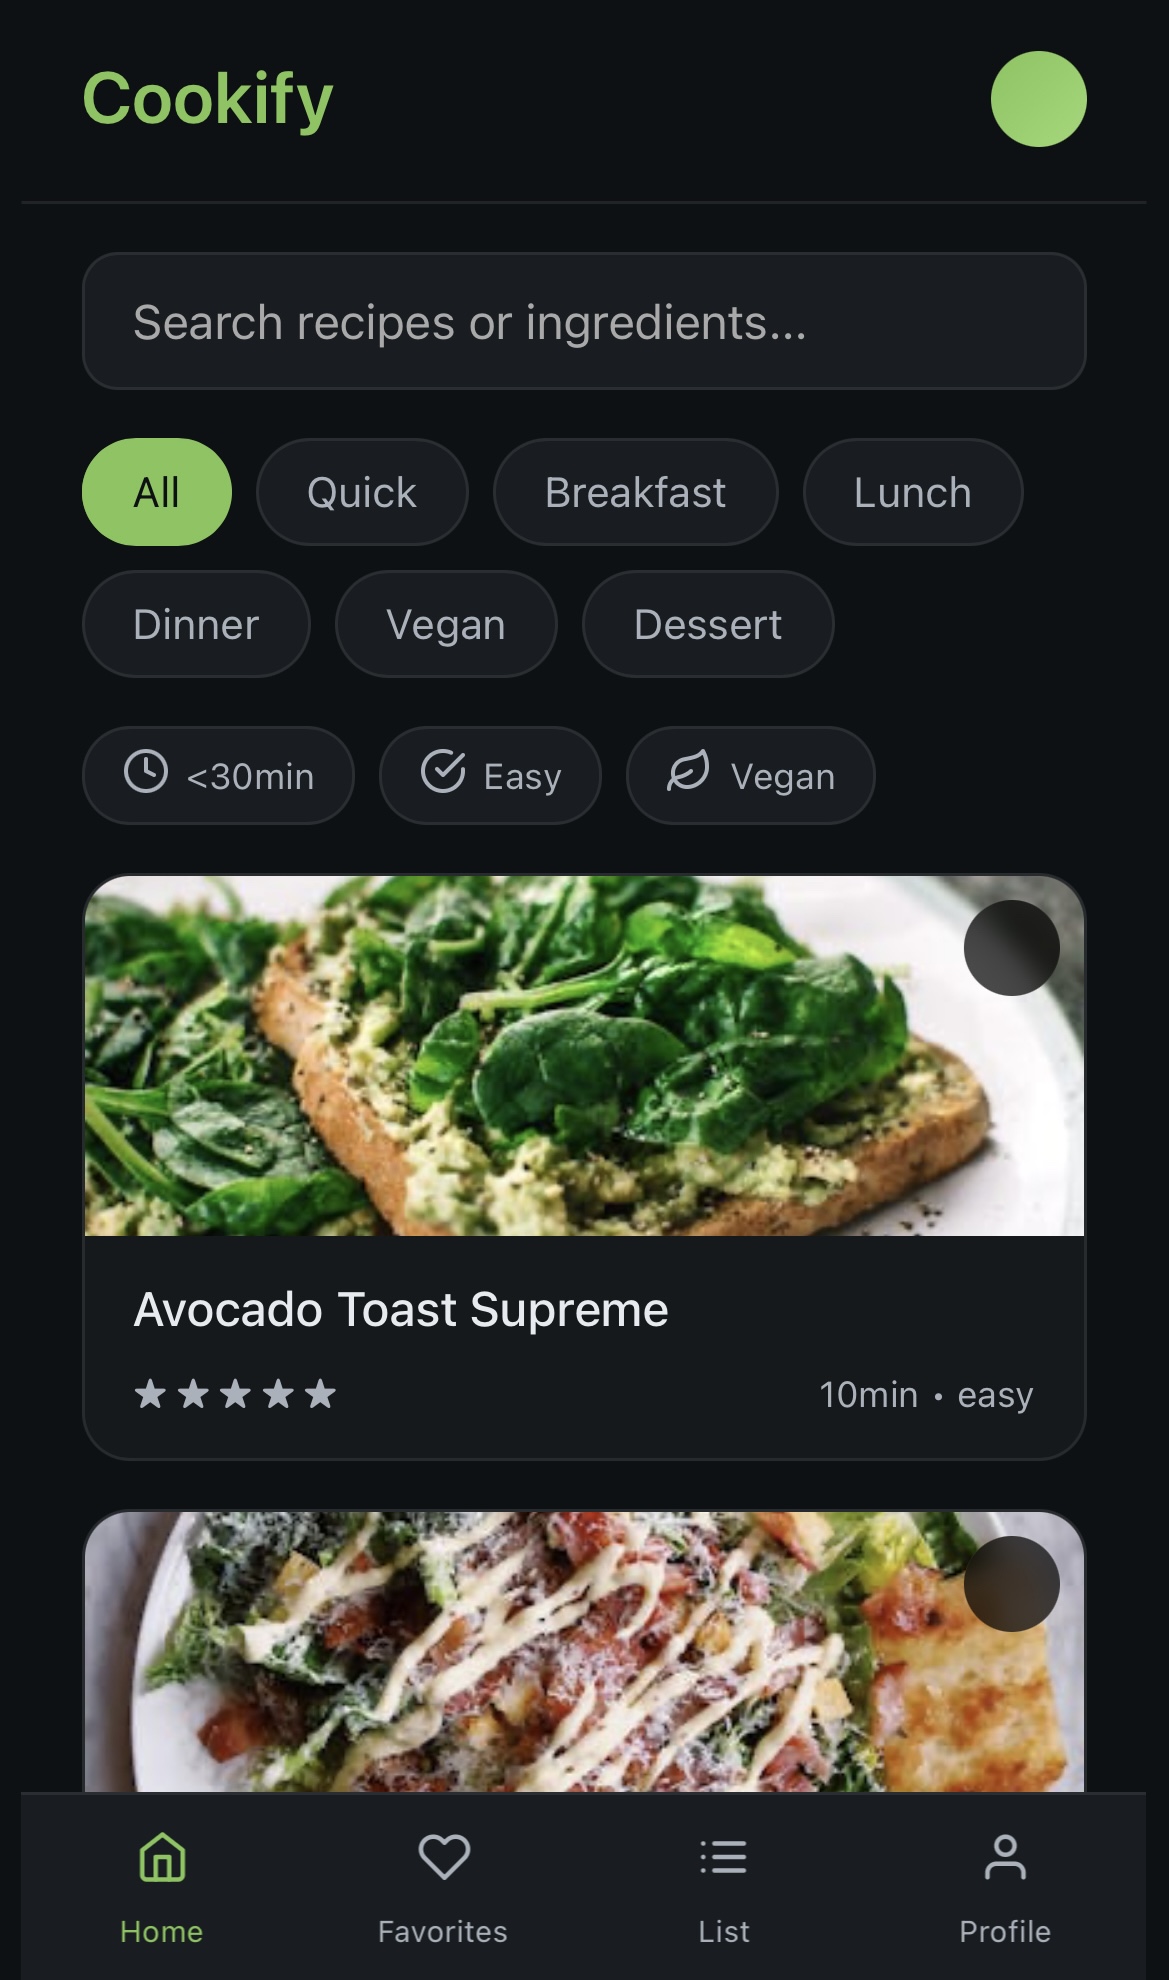 Cookify
Search recipes or ingredients...
All Quick Breakfast Lunch
Dinner Vegan Dessert
<30min Easy Vegan
Avocado Toast Supreme
10min • easy
Home Favorites List Profile